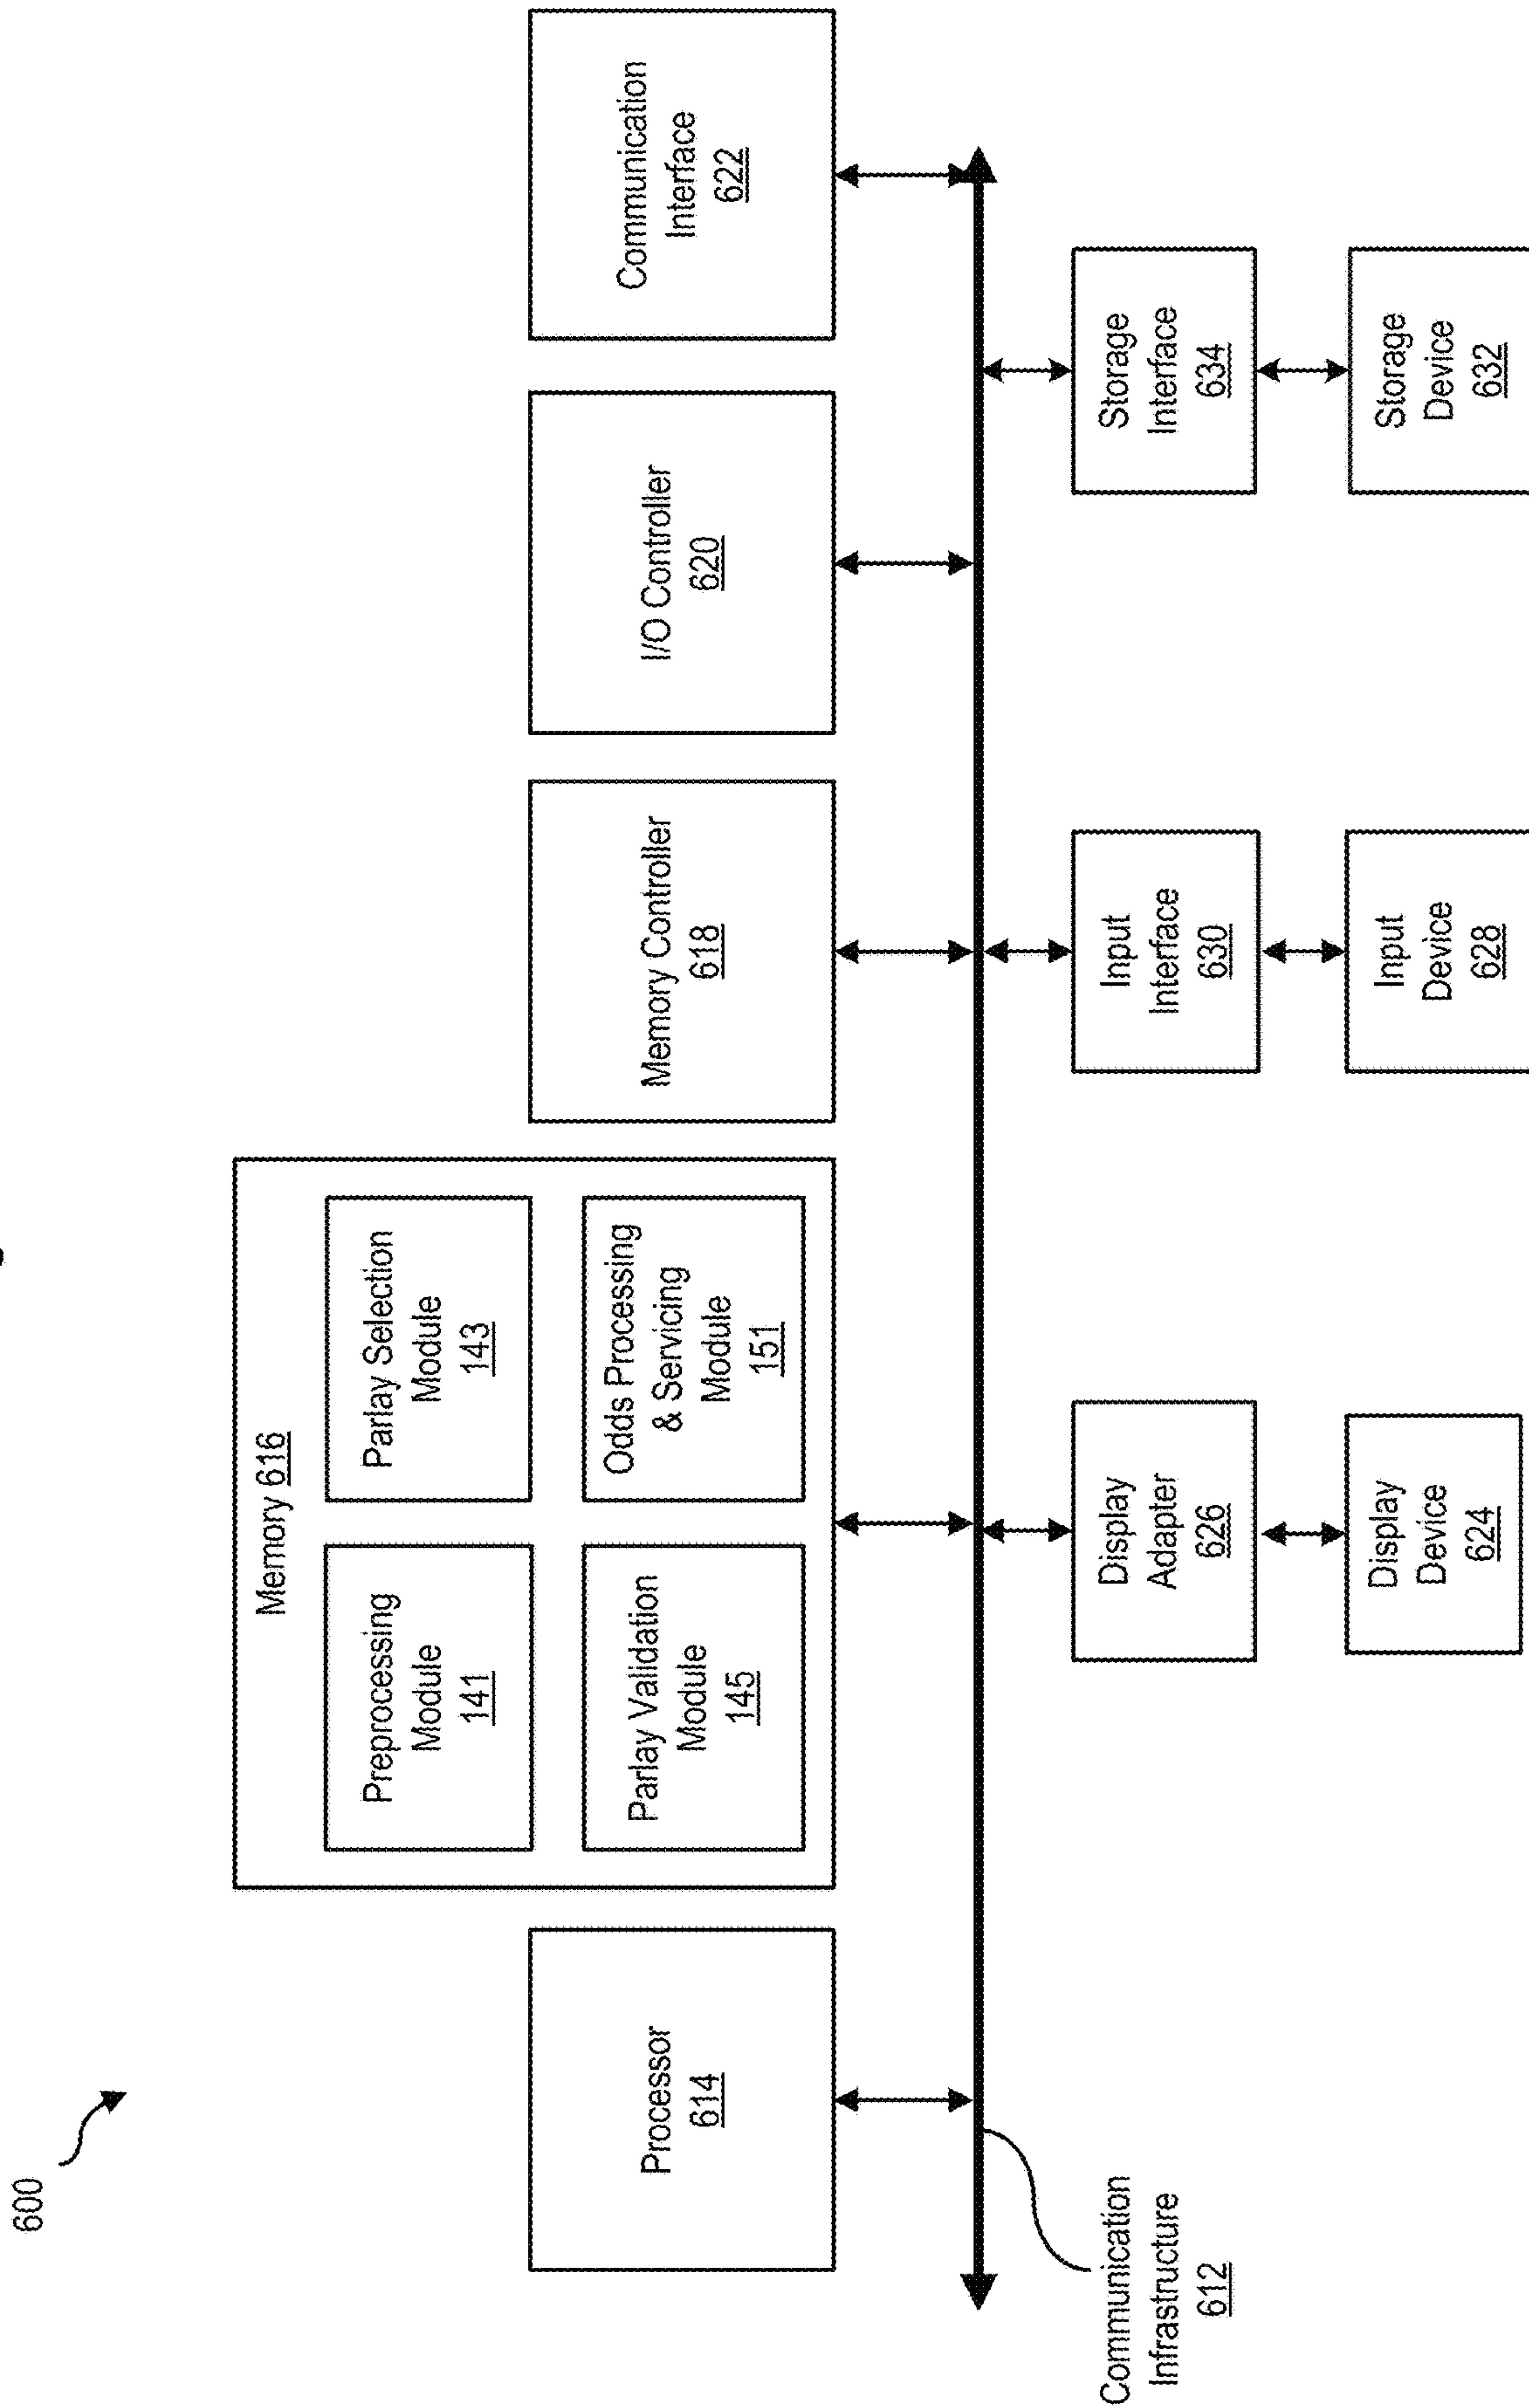 600
Memory 616
Preprocessing
Module
141
Parlay Selection
Module
143
Parlay Validation
Module
145
Odds Processing
& Servicing
Module
151
Processor
614
Memory Controller
618
I/O Controller
620
Communication
Interface
622
Communication
Infrastructure
612
Display
Adapter
626
Input
Interface
630
Storage
Interface
634
Display
Device
624
Input
Device
628
Storage
Device
632